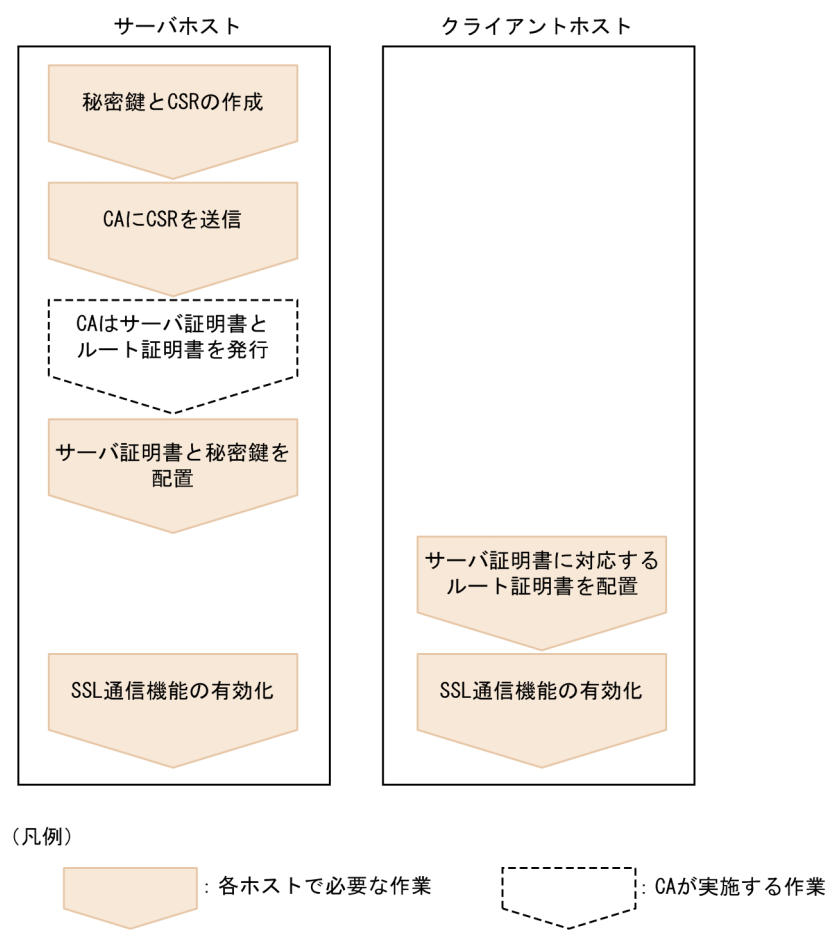 サーバホスト
クライアントホスト
秘密鍵とCSRの作成
CAにCSRを送信
CAはサーバ証明書と
ルート証明書を発行
サーバ証明書と秘密鍵を
配置
サーバ証明書に対応する
ルート証明書を配置
SSL通信機能の有効化
SSL通信機能の有効化
（凡例）
：各ホストで必要な作業
：CAが実施する作業